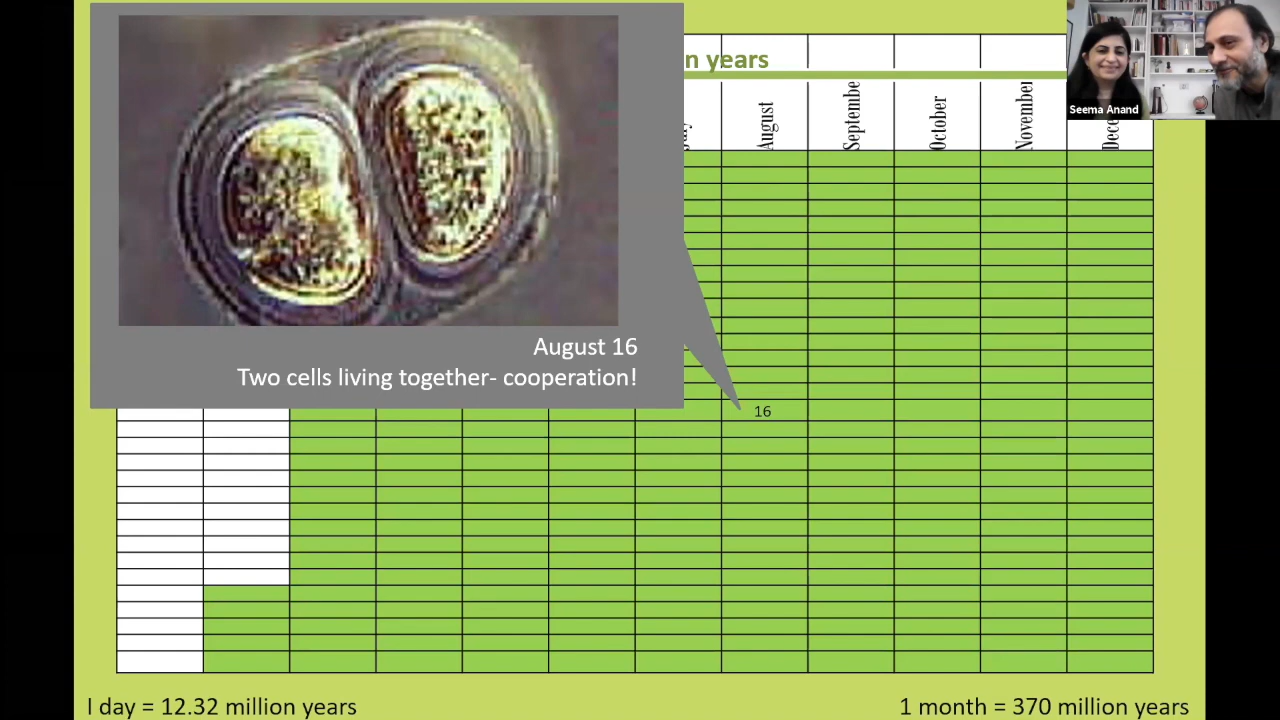 n years
August
Septembe
October
November
Dece
Seema Anand
August 16
Two cells living together- cooperation!
16
I day = 12.32 million years
1 month = 370 million years